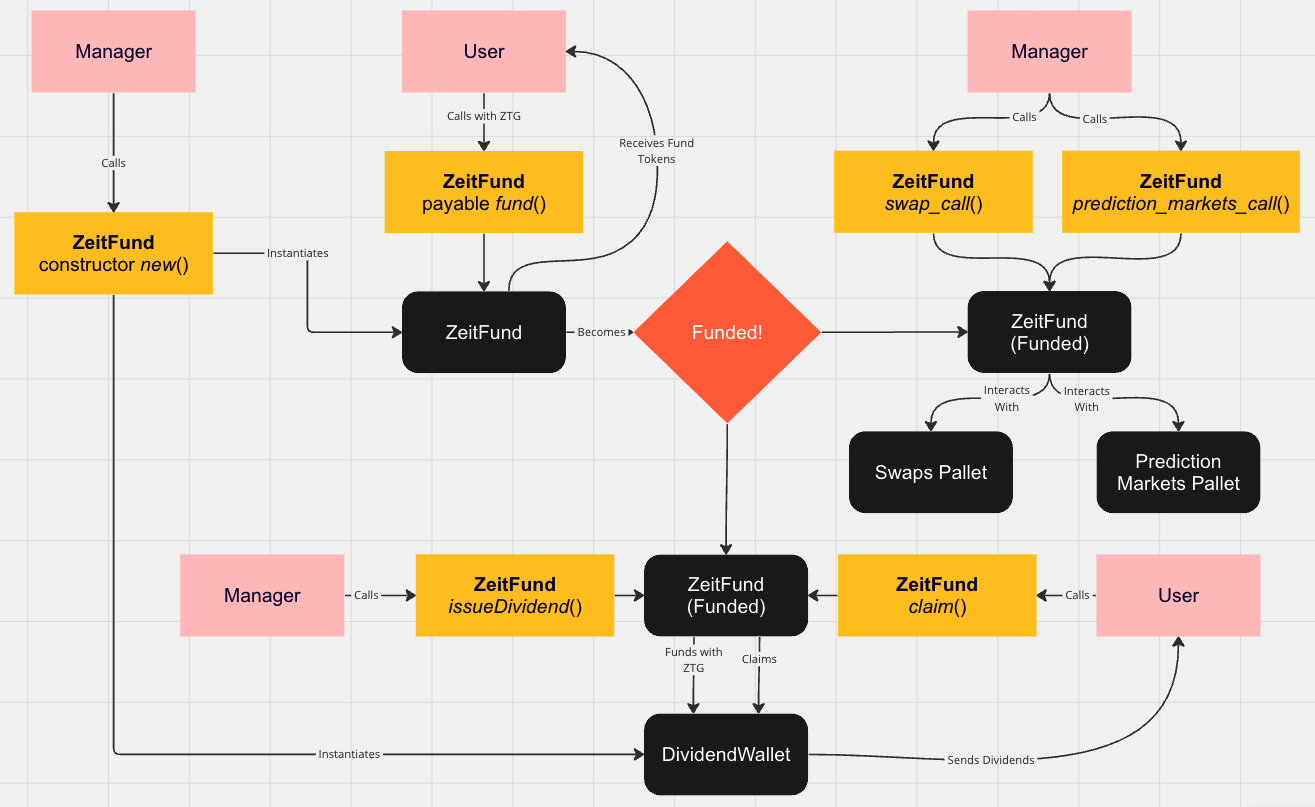 Manager
User
Manager
Calls with ZTG
Calls
Calls
Receives Fund
Tokens
Calls
ZeitFund
payable fund()
ZeitFund
swap_call()
ZeitFund
prediction_markets_call()
ZeitFund
constructor new()
Instantiates
ZeitFund
Becomes
Funded!
ZeitFund
(Funded)
Interacts
With
Interacts
With
Swaps Pallet
Prediction
Markets Pallet
Manager
Calls
ZeitFund
issueDividend()
ZeitFund
(Funded)
ZeitFund
claim()
Calls
User
Funds with
ZTG
Claims
Instantiates
DividendWallet
Sends Dividends